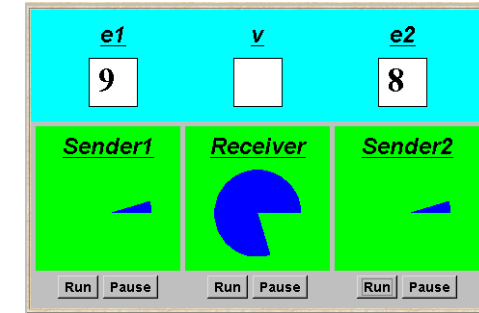 e1 v e2
9 8
Sender1 Receiver Sender2
Run Pause Run Pause Run Pause